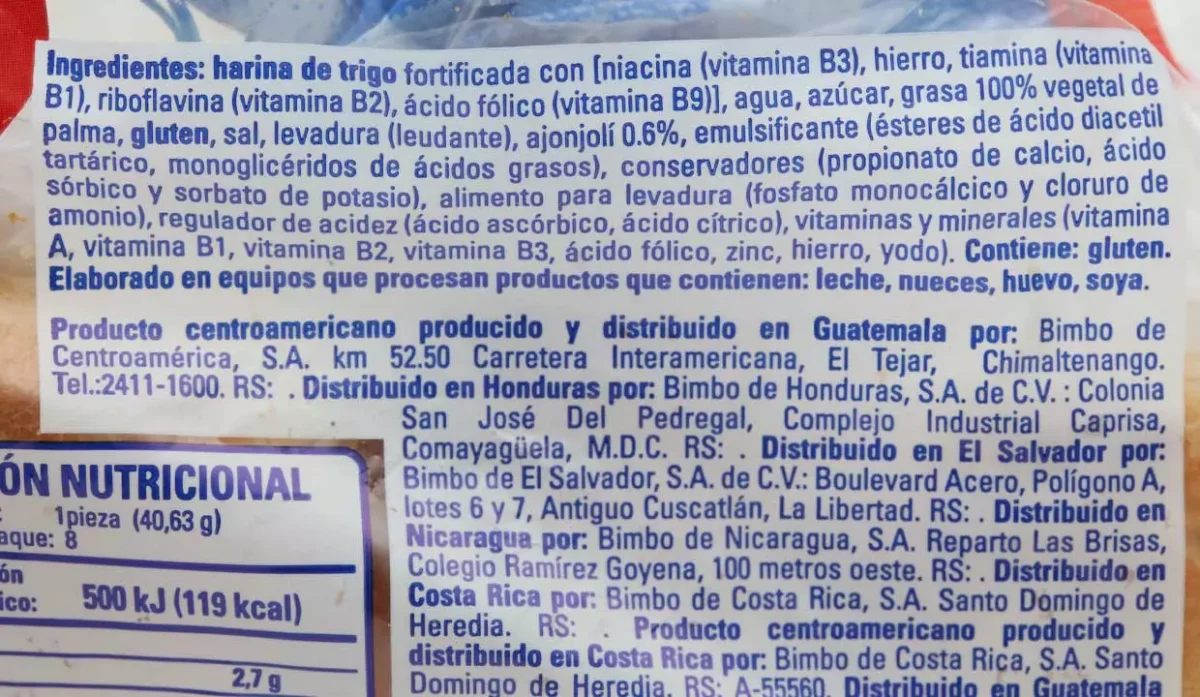 Ingredientes: harina de trigo fortificada con [niacina (vitamina B3), hierro, tiamina (vitamina
B1), riboflavina (vitamina B2), ácido fólico (vitamina B9)], agua, azúcar, grasa 100% vegetal de
palma, gluten, sal, levadura (leudante), ajonjolí 0.6%, emulsificante (ésteres de ácido diacetil
tartárico, monoglicéridos de ácidos grasos), conservadores (propionato de calcio, ácido
sórbico y sorbato de potasio), alimento para levadura (fosfato monocálcico y cloruro de
amonio), regulador de acidez (ácido ascórbico, ácido cítrico), vitaminas y minerales (vitamina
A, vitamina B1, vitamina B2, vitamina B3, ácido fólico, zinc, hierro, yodo). Contiene: gluten.
Elaborado en equipos que procesan productos que contienen: leche, nueces, huevo, soya.
Producto centroamericano producido y distribuido en Guatemala por: Bimbo de
Centroamérica, S.A. km 52.50 Carretera Interamericana, El Tejar, Chimaltenango.
Tel.:2411-1600. RS: . Distribuido en Honduras por: Bimbo de Honduras, S.A. de C.V. : Colonia
San José Del Pedregal, Complejo Industrial Caprisa,
Comayagüela, M.D.C. RS: . Distribuido en El Salvador por:
Bimbo de El Salvador, S.A. de C.V.: Boulevard Acero, Polígono A,
lotes 6 y 7, Antiguo Cuscatlán, La Libertad. RS: . Distribuido en
Nicaragua por: Bimbo de Nicaragua, S.A. Reparto Las Brisas,
Colegio Ramírez Goyena, 100 metros oeste. RS: . Distribuido en
Costa Rica por: Bimbo de Costa Rica, S.A. Santo Domingo de
Heredia. RS: . Producto centroamericano producido y
distribuido en Costa Rica por: Bimbo de Costa Rica, S.A. Santo
Domingo de Heredia. RS: A-55560. Distribuido en Guatemala
ÓN NUTRICIONAL
: 1pieza (40,63 g)
aque: 8
ón
ico: 500 kJ (119 kcal)
2,7 g